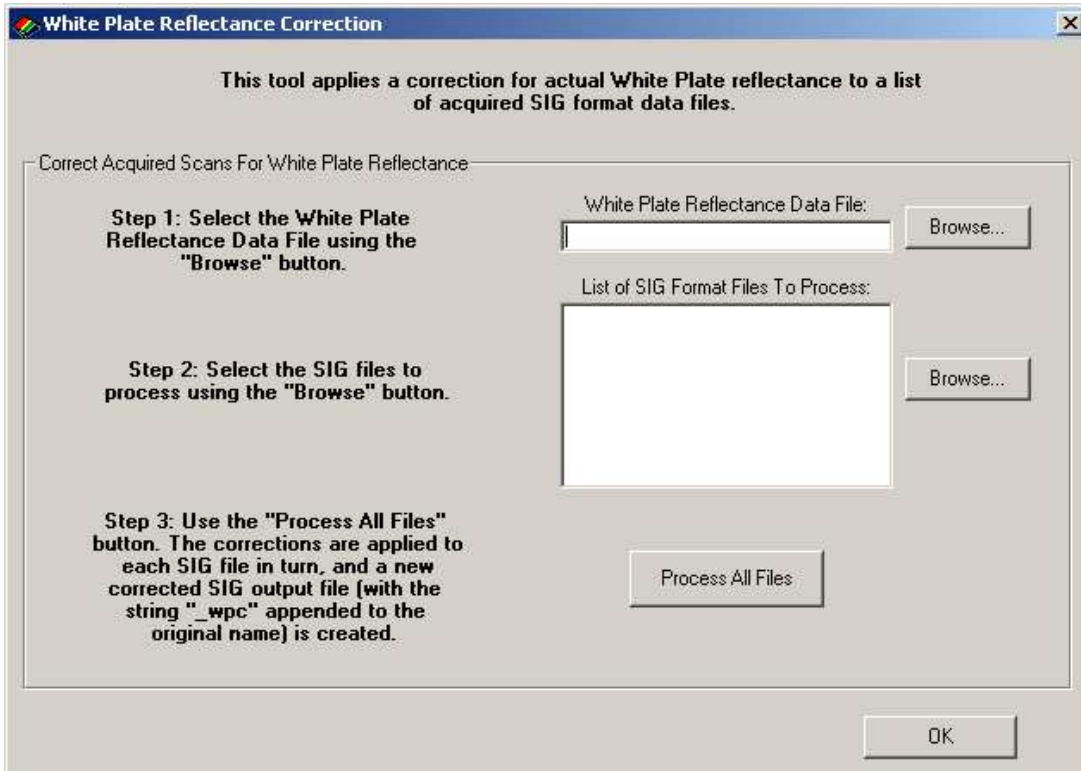 White Plate Reflectance Correction
This tool applies a correction for actual White Plate reflectance to a list
of acquired SIG format data files.
Correct Acquired Scans For White Plate Reflectance
Step 1: Select the White Plate
Reflectance Data File using the
"Browse" button.
White Plate Reflectance Data File:
Browse...
List of SIG Format Files To Process:
Step 2: Select the SIG files to
process using the "Browse" button.
Browse...
Step 3: Use the "Process All Files"
button. The corrections are applied to
each SIG file in turn, and a new
corrected SIG output file (with the
string "_wpc" appended to the
original name) is created.
Process All Files
OK